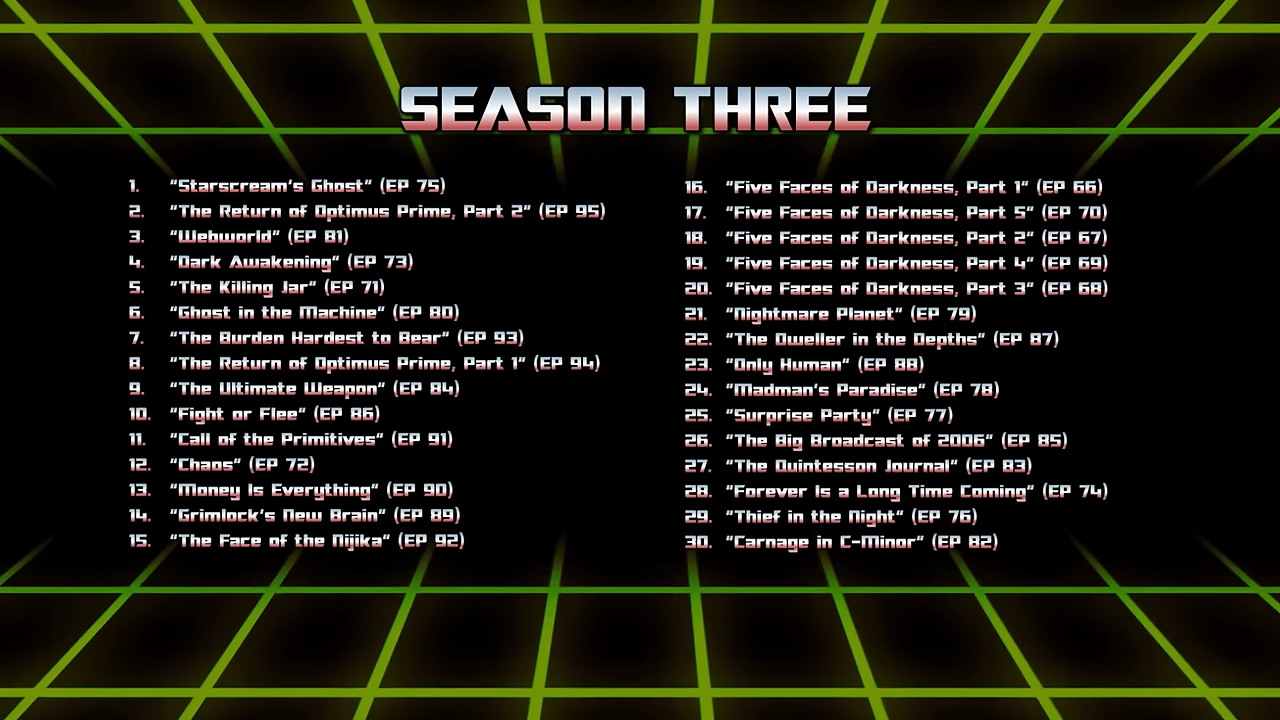 SEASON THREE
1. "Starscream's Ghost" (EP 75)
2. "The Return of Optimus Prime, Part 2" (EP 95)
3. "Webworld" (EP 81)
4. "Dark Awakening" (EP 73)
5. "The Killing Jar" (EP 71)
6. "Ghost in the Machine" (EP 80)
7. "The Burden Hardest to Bear" (EP 93)
8. "The Return of Optimus Prime, Part 1" (EP 94)
9. "The Ultimate Weapon" (EP 84)
10. "Fight or Flee" (EP 86)
11. "Call of the Primitives" (EP 91)
12. "Chaos" (EP 72)
13. "Money Is Everything" (EP 90)
14. "Grimlock's New Brain" (EP 89)
15. "The Face of the Nijika" (EP 92)
16. "Five Faces of Darkness, Part 1" (EP 66)
17. "Five Faces of Darkness, Part 5" (EP 70)
18. "Five Faces of Darkness, Part 2" (EP 67)
19. "Five Faces of Darkness, Part 4" (EP 69)
20. "Five Faces of Darkness, Part 3" (EP 68)
21. "Nightmare Planet" (EP 79)
22. "The Dweller in the Depths" (EP 87)
23. "Only Human" (EP 88)
24. "Madman's Paradise" (EP 78)
25. "Surprise Party" (EP 77)
26. "The Big Broadcast of 2006" (EP 85)
27. "The Quintesson Journal" (EP 83)
28. "Forever Is a Long Time Coming" (EP 74)
29. "Thief in the Night" (EP 76)
30. "Carnage in C-Minor" (EP 82)